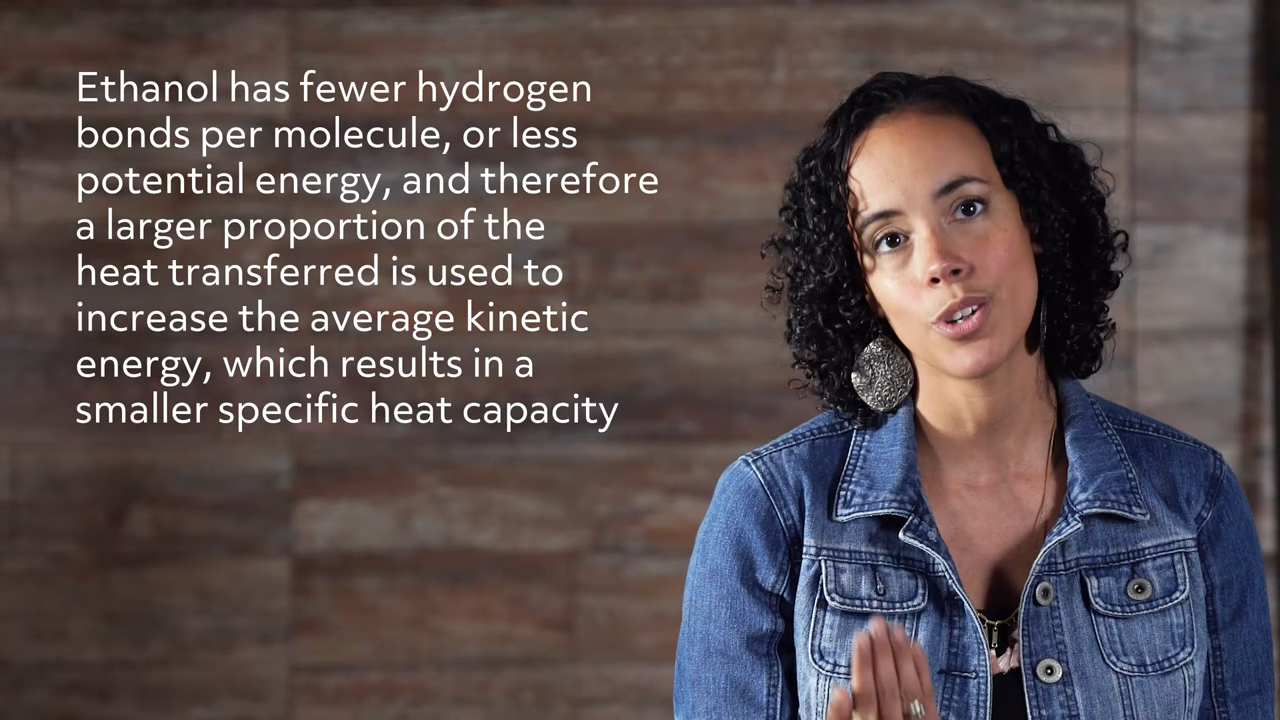 Ethanol has fewer hydrogen
bonds per molecule, or less
potential energy, and therefore
a larger proportion of the
heat transferred is used to
increase the average kinetic
energy, which results in a
smaller specific heat capacity